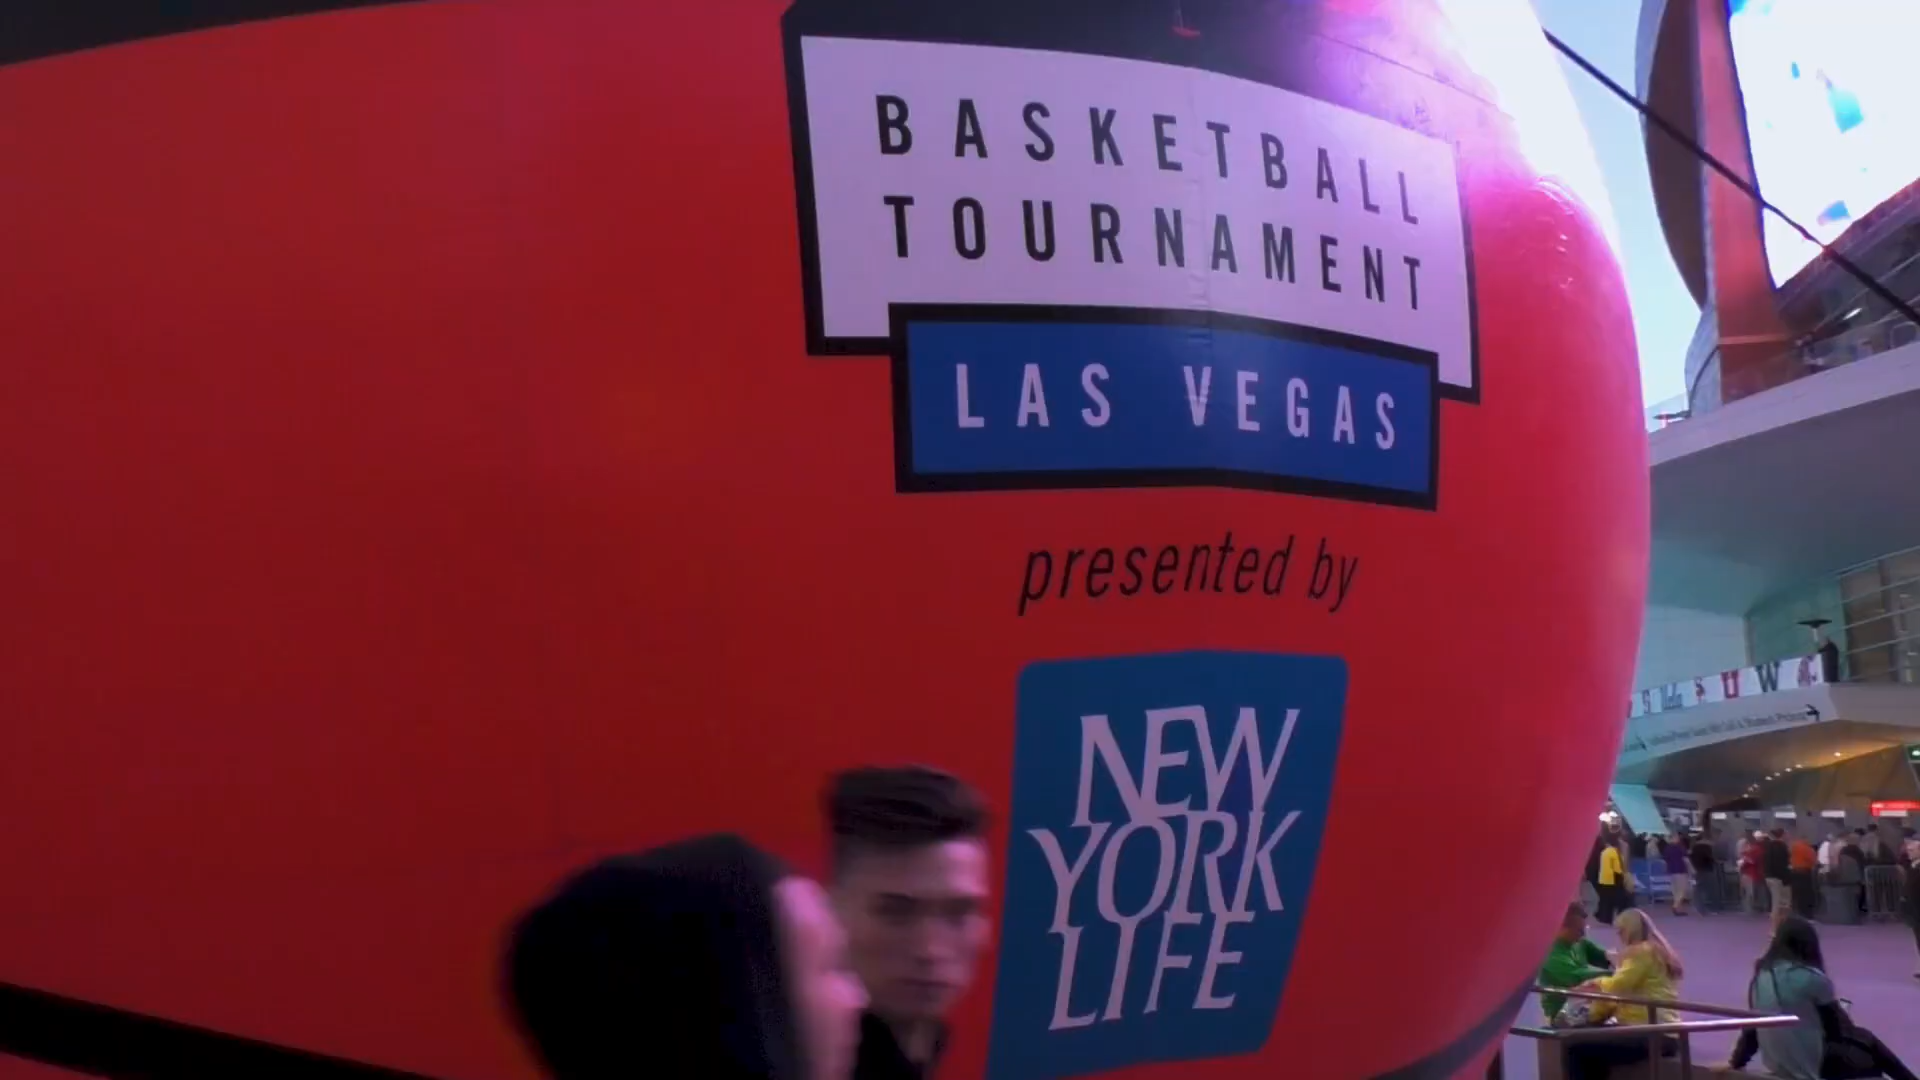 BASKETBALL
TOURNAMENT
LAS VEGAS
presented by
NEW
YORK
LIFE
U W